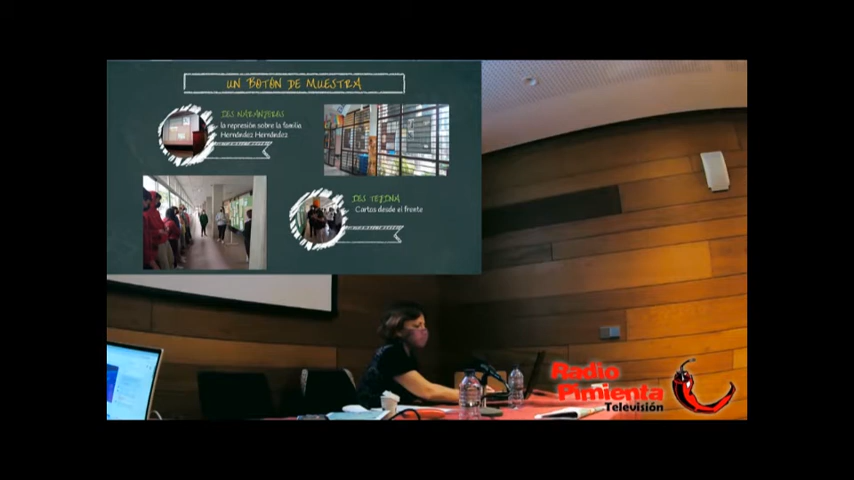 UN BOTÓN DE MUESTRA
IES NARANJEROS
la represión sobre la familia
Hernández Hernández
IES TEJINA
Cartas desde el frente
Radio
Pimienta
Televisión